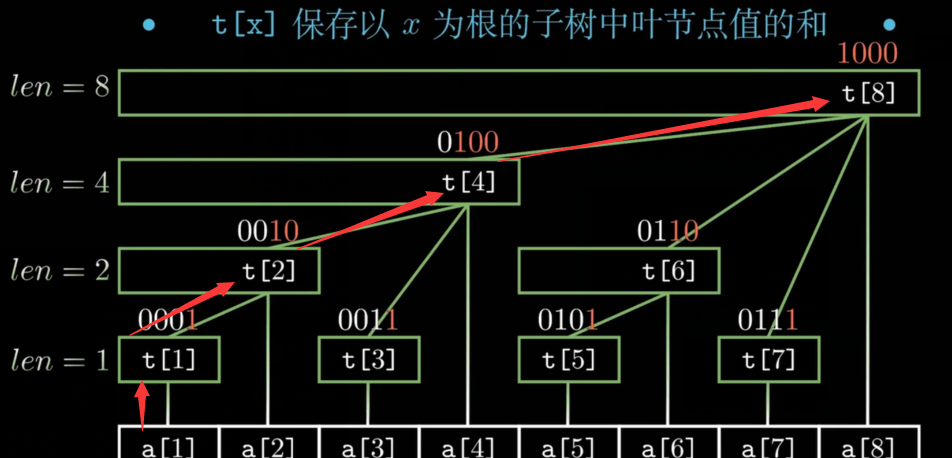 • t[x] 保存以 x 为根的子树中叶节点值的和 •
1000
len = 8 t[8]
0100
len = 4 t[4]
0010 0110
len = 2 t[2] t[6]
0001 0011 0101 0111
len = 1 t[1] t[3] t[5] t[7]
a[1] a[2] a[3] a[4] a[5] a[6] a[7] a[8]